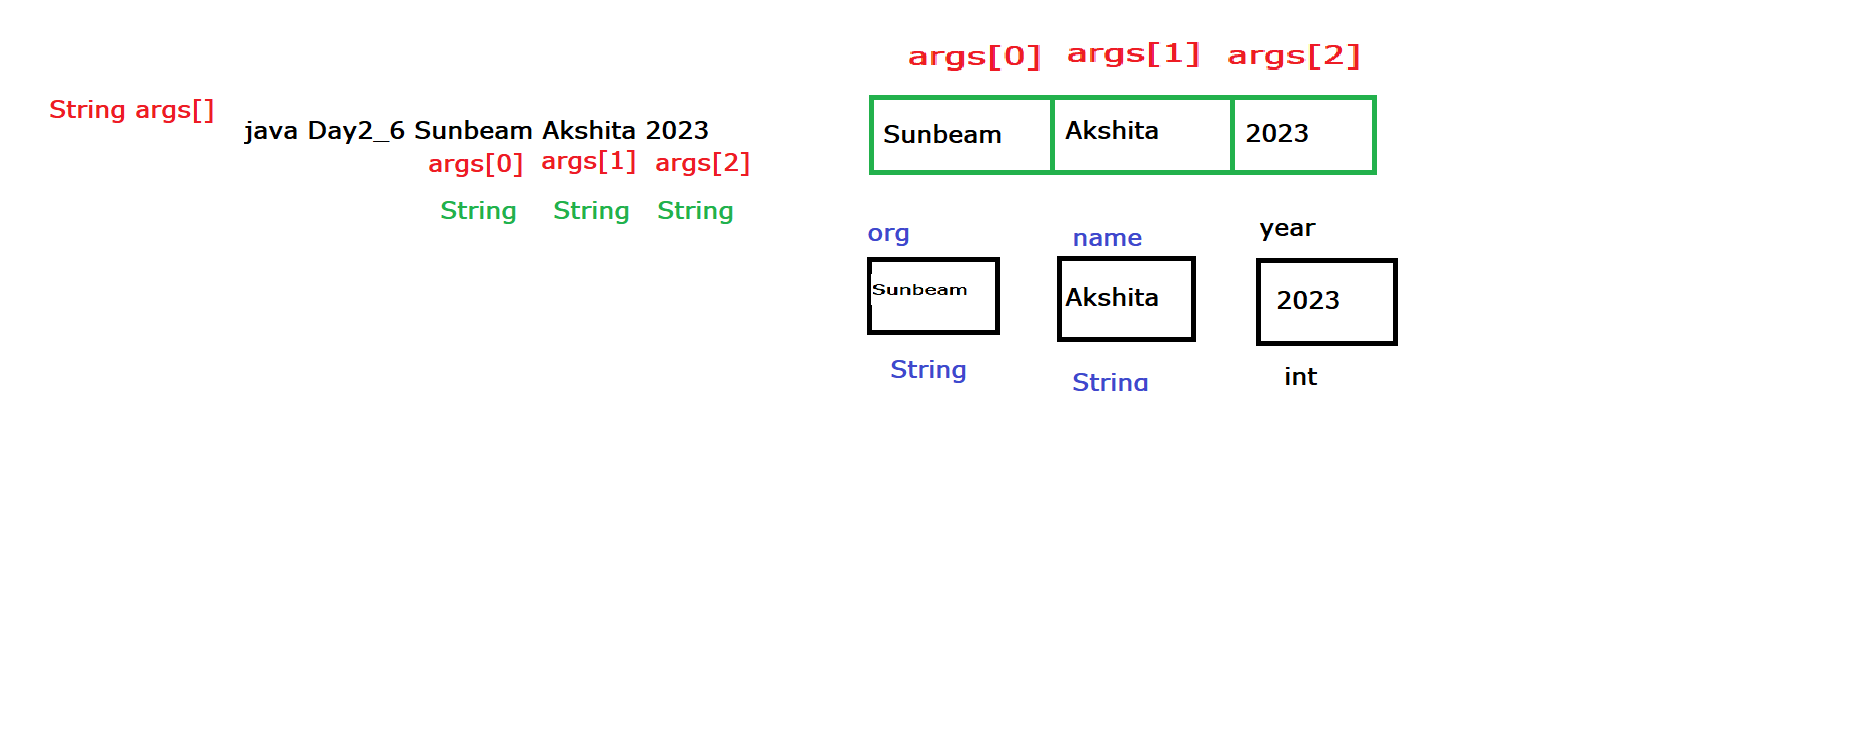 String args[]
java Day2_6 Sunbeam Akshita 2023
args[0] args[1] args[2]
String String String
args[0] args[1] args[2]
Sunbeam Akshita 2023
org name year
Sunbeam Akshita 2023
String String int